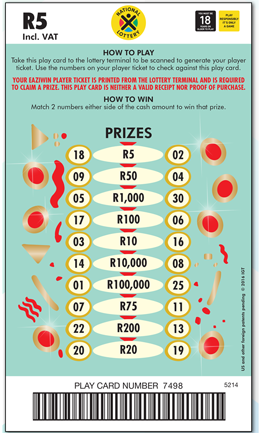 R5
Incl. VAT
NATIONAL
LOTTERY
18
PLAY
RESPONSIBLY
IT'S ONLY
A GAME
HOW TO PLAY
Take this play card to the lottery terminal to be scanned to generate your player
ticket. Use the numbers on your player ticket to check against this play card.
YOUR EAZIWIN PLAYER TICKET IS PRINTED FROM THE LOTTERY TERMINAL AND IS REQUIRED
TO CLAIM A PRIZE. THIS PLAY CARD IS NEITHER A VALID RECEIPT NOR PROOF OF PURCHASE.
HOW TO WIN
Match 2 numbers either side of the cash amount to win that prize.
PRIZES
18 R5 02
09 R50 04
05 R1,000 30
17 R100 06
03 R10 16
14 R10,000 08
01 R100,000 25
07 R75 11
22 R200 13
20 R20 19
US and other foreign patents pending © 2016 IGT
PLAY CARD NUMBER 7498
5214